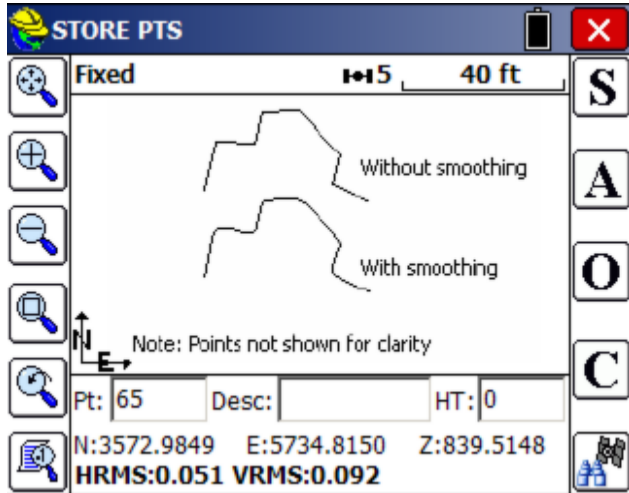 STORE PTS
Fixed 5 40 ft
S
Without smoothing
A
With smoothing
O
N
E
Note: Points not shown for clarity
C
Pt: 65 Desc: HT: 0
N:3572.9849 E:5734.8150 Z:839.5148
HRMS:0.051 VRMS:0.092